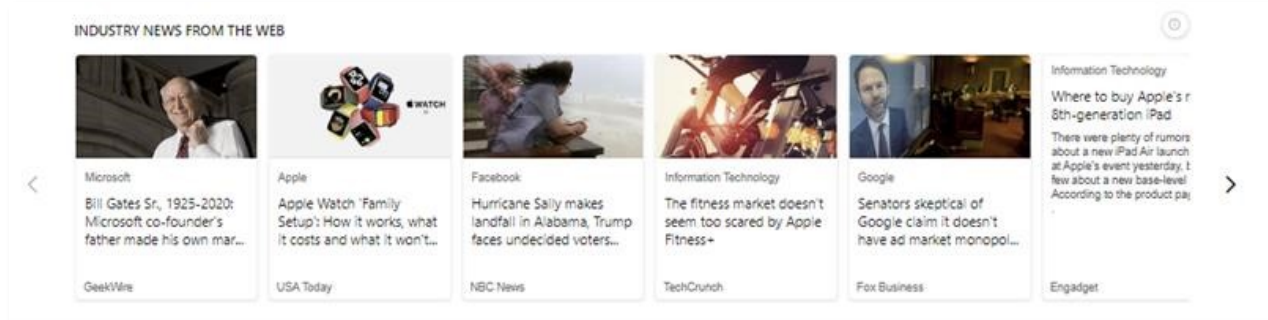 INDUSTRY NEWS FROM THE WEB
WATCH
Microsoft
Bill Gates Sr., 1925-2020:
Microsoft co-founder's
father made his own mar...
GeekWire
Apple
Apple Watch 'Family
Setup': How it works, what
it costs and what it won't...
USA Today
Facebook
Hurricane Sally makes
landfall in Alabama, Trump
faces undecided voters...
NBC News
Information Technology
The fitness market doesn't
seem too scared by Apple
Fitness+
TechCrunch
Google
Senators skeptical of
Google claim it doesn't
have ad market monopol...
Fox Business
Information Technology
Where to buy Apple's r
8th-generation iPad
There were plenty of rumors
about a new iPad Air launch
at Apple's event yesterday, b
few about a new base-level
According to the product pag
Engadget